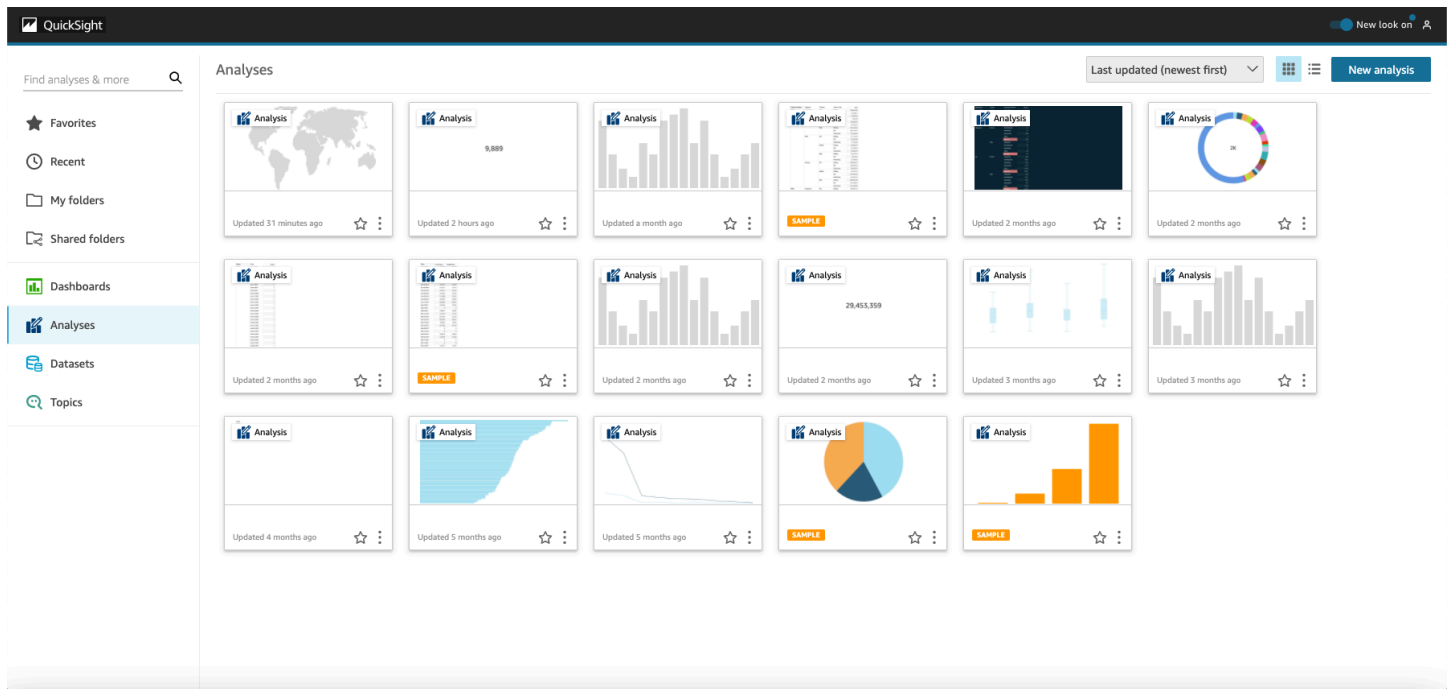 QuickSight
New look on
Find analyses & more
Favorites
Recent
My folders
Shared folders
Dashboards
Analyses
Datasets
Topics
Analyses
Last updated (newest first)
New analysis
Analysis
Updated 31 minutes ago
Analysis
9,889
Updated 2 hours ago
Analysis
Updated a month ago
Analysis
SAMPLE
Analysis
Updated 2 months ago
Analysis
2K
Updated 2 months ago
Analysis
Updated 2 months ago
Analysis
SAMPLE
Analysis
Updated 2 months ago
Analysis
29,453,359
Updated 2 months ago
Analysis
Updated 3 months ago
Analysis
Updated 3 months ago
Analysis
Updated 4 months ago
Analysis
Updated 5 months ago
Analysis
Updated 5 months ago
Analysis
SAMPLE
Analysis
SAMPLE